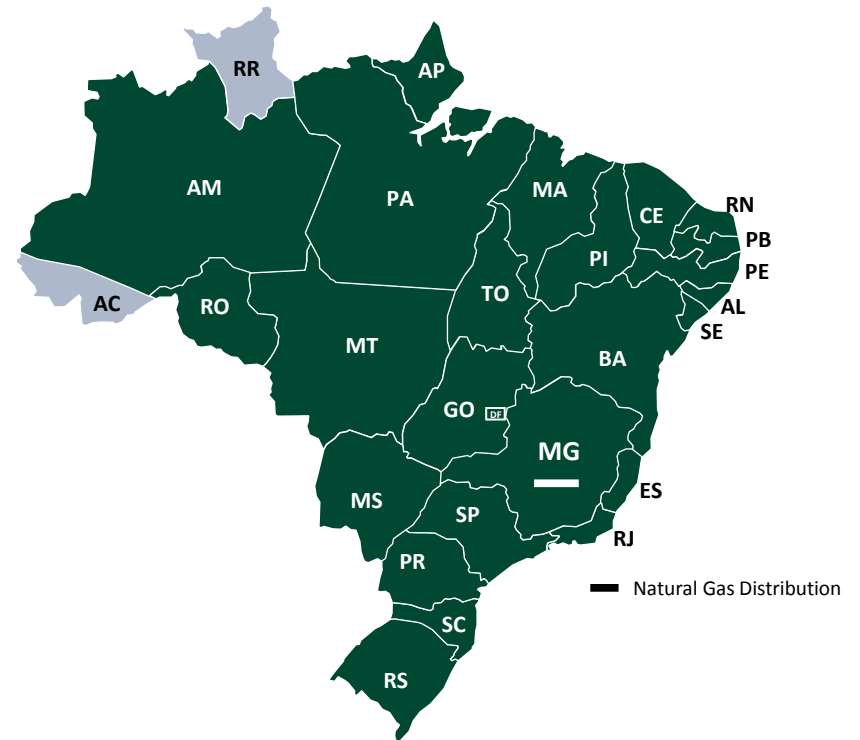 RR
AP
AM
PA
MA
CE
RN
PB
PI
PE
AC
RO
TO
AL
SE
MT
BA
GO
DF
MG
MS
ES
SP
RJ
PR
Natural Gas Distribution
SC
RS